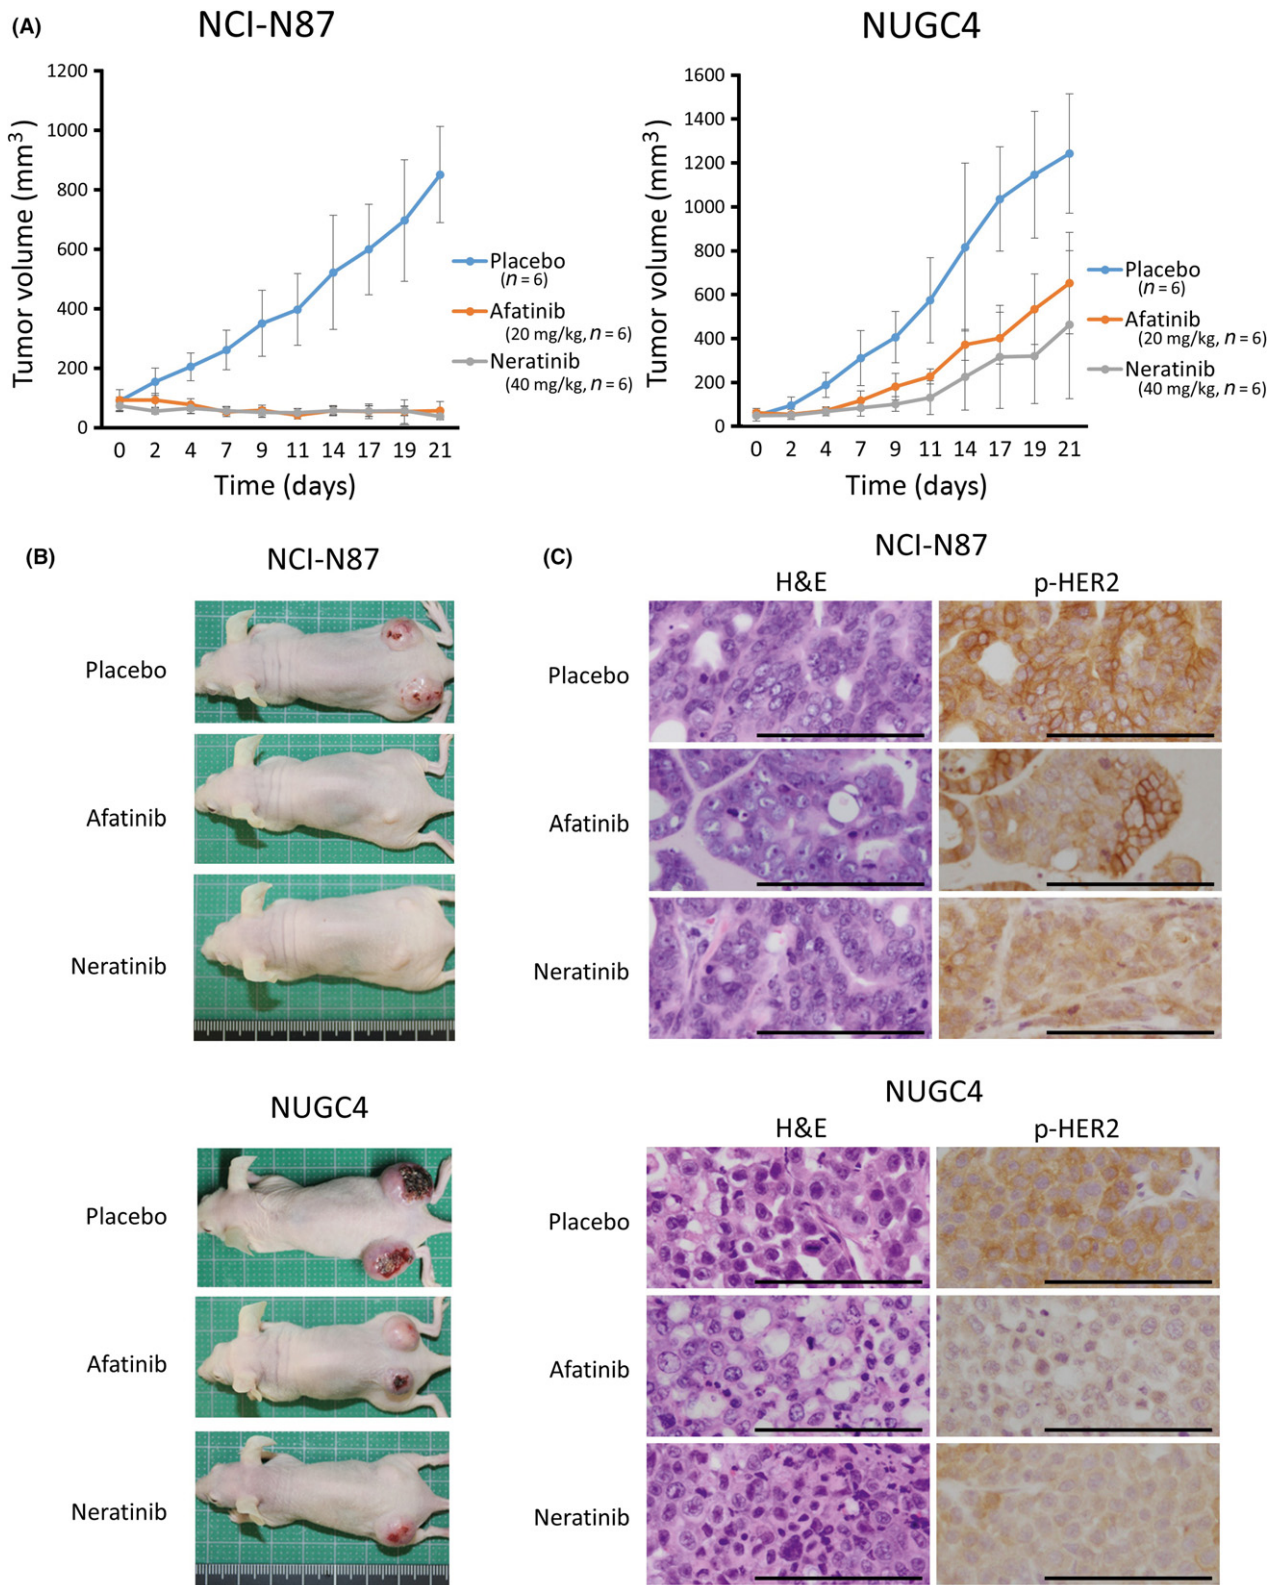 (A)
NCI-N87
Tumor volume (mm³)
1200
1000
800
600
400
200
0
0 2 4 7 9 11 14 17 19 21
Time (days)
Placebo
(n = 6)
Afatinib
(20 mg/kg, n = 6)
Neratinib
(40 mg/kg, n = 6)
NUGC4
Tumor volume (mm³)
1600
1400
1200
1000
800
600
400
200
0
0 2 4 7 9 11 14 17 19 21
Time (days)
Placebo
(n = 6)
Afatinib
(20 mg/kg, n = 6)
Neratinib
(40 mg/kg, n = 6)
(B)
NCI-N87
Placebo
Afatinib
Neratinib
NUGC4
Placebo
Afatinib
Neratinib
(C)
NCI-N87
H&E p-HER2
Placebo
Afatinib
Neratinib
NUGC4
H&E p-HER2
Placebo
Afatinib
Neratinib